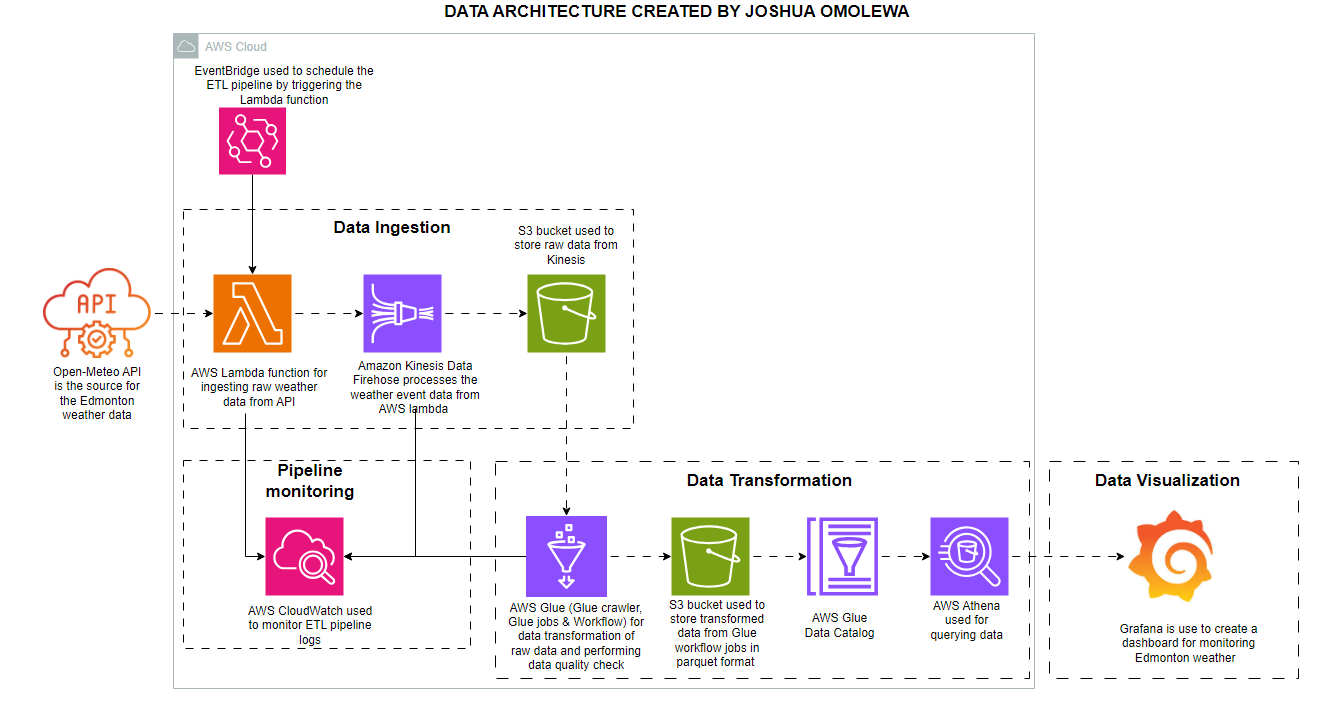 DATA ARCHITECTURE CREATED BY JOSHUA OMOLEWA
AWS Cloud
EventBridge used to schedule the
ETL pipeline by triggering the
Lambda function
Data Ingestion
S3 bucket used to
store raw data from
Kinesis
API
Open-Meteo API
is the source for
the Edmonton
weather data
AWS Lambda function for
ingesting raw weather
data from API
Amazon Kinesis Data
Firehose processes the
weather event data from
AWS lambda
Pipeline
monitoring
AWS CloudWatch used
to monitor ETL pipeline
logs
Data Transformation
AWS Glue (Glue crawler,
Glue jobs & Workflow) for
data transformation of
raw data and performing
data quality check
S3 bucket used to
store transformed
data from Glue
workflow jobs in
parquet format
AWS Glue
Data Catalog
AWS Athena
used for
querying data
Data Visualization
Grafana is use to create a
dashboard for monitoring
Edmonton weather